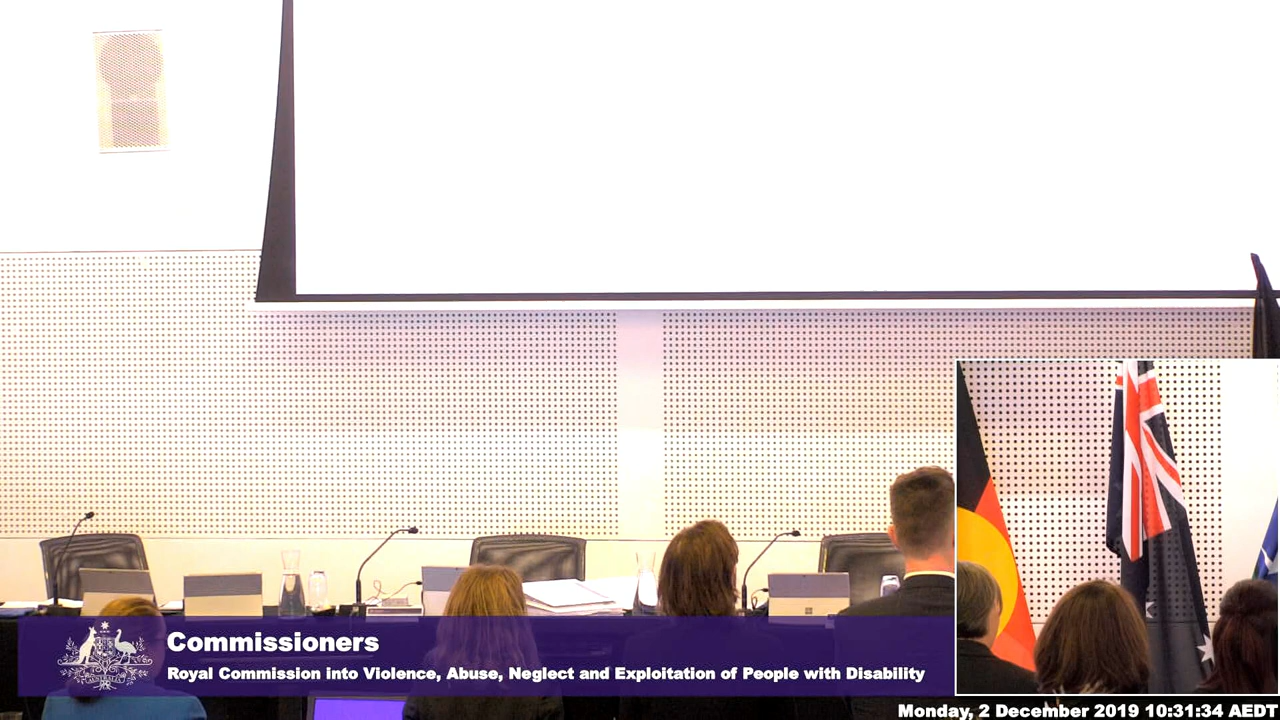 Commissioners
Royal Commission into Violence, Abuse, Neglect and Exploitation of People with Disability
Monday, 2 December 2019 10:31:34 AEDT